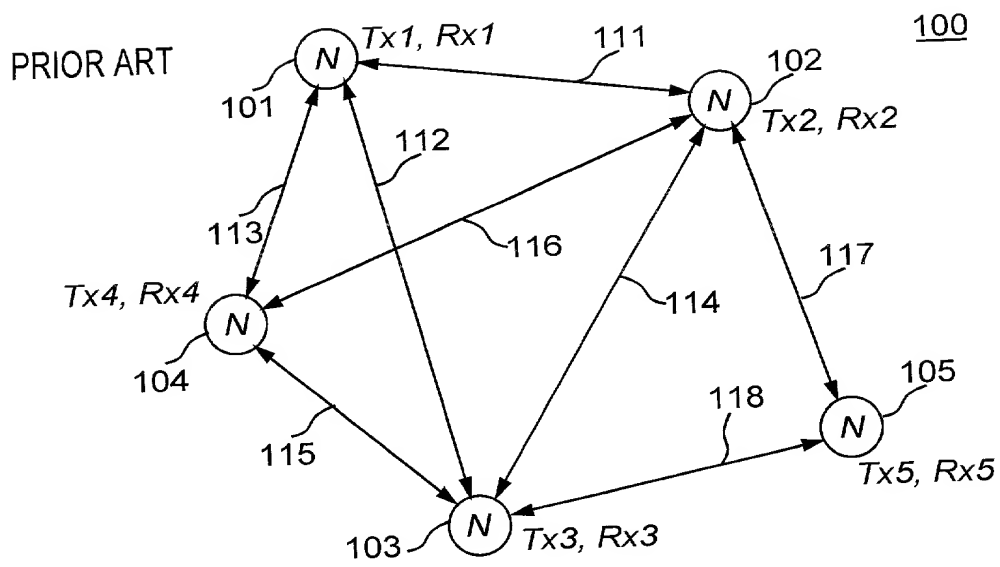 100
PRIOR ART
N
Tx1, Rx1
101
111
N
102
Tx2, Rx2
112
113
116
117
114
Tx4, Rx4
N
104
115
118
105
N
Tx5, Rx5
103
N
Tx3, Rx3